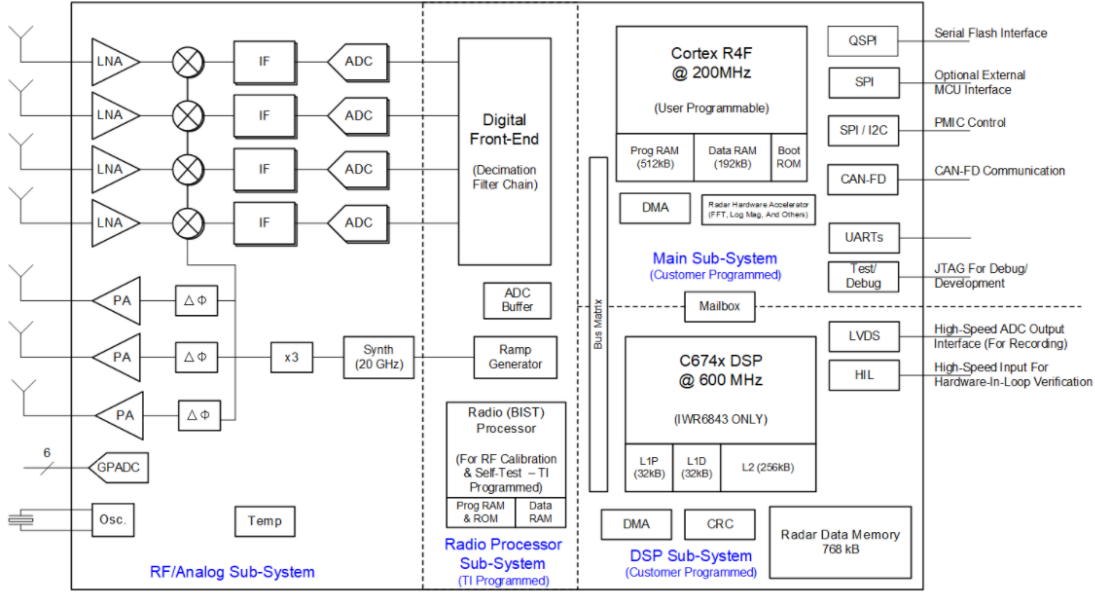 LNA
IF
ADC
LNA
IF
ADC
LNA
IF
ADC
LNA
IF
ADC
PA
ΔΦ
PA
ΔΦ
PA
ΔΦ
x3
Synth
(20 GHz)
6
GPADC
Osc.
Temp
RF/Analog Sub-System
Digital
Front-End
(Decimation
Filter Chain)
ADC
Buffer
Ramp
Generator
Radio (BIST)
Processor
(For RF Calibration
& Self-Test – TI
Programmed)
Prog RAM
& ROM
Data
RAM
Radio Processor
Sub-System
(TI Programmed)
Bus Matrix
Cortex R4F
@ 200MHz
(User Programmable)
Prog RAM
(512kB)
Data RAM
(192kB)
Boot
ROM
DMA
Radar Hardware Accelerator
(FFT, Log Mag, And Others)
Main Sub-System
(Customer Programmed)
Mailbox
C674x DSP
@ 600 MHz
(IWR6843 ONLY)
L1P
(32kB)
L1D
(32kB)
L2 (256kB)
DMA
CRC
DSP Sub-System
(Customer Programmed)
Radar Data Memory
768 kB
QSPI
Serial Flash Interface
SPI
Optional External
MCU Interface
SPI / I2C
PMIC Control
CAN-FD
CAN-FD Communication
UARTs
Test/
Debug
JTAG For Debug/
Development
LVDS
High-Speed ADC Output
Interface (For Recording)
HIL
High-Speed Input For
Hardware-In-Loop Verification